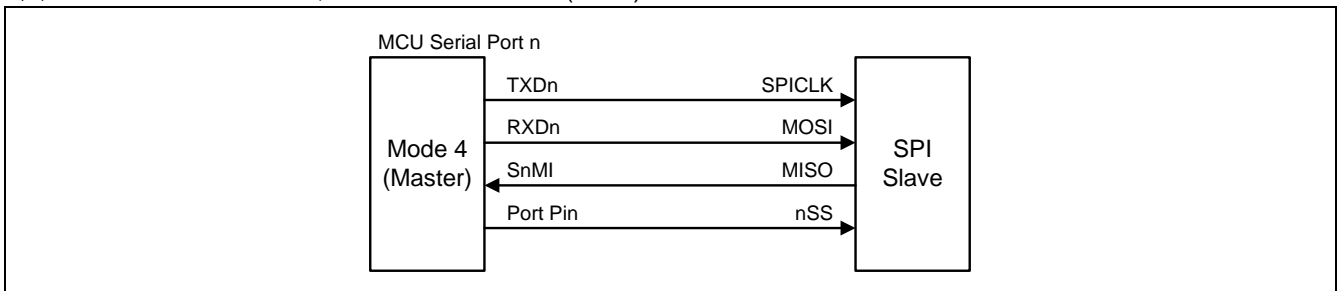 MCU Serial Port n
TXDn SPICLK
RXDn MOSI
Mode 4
(Master)
SPI
Slave
SnMI MISO
Port Pin nSS